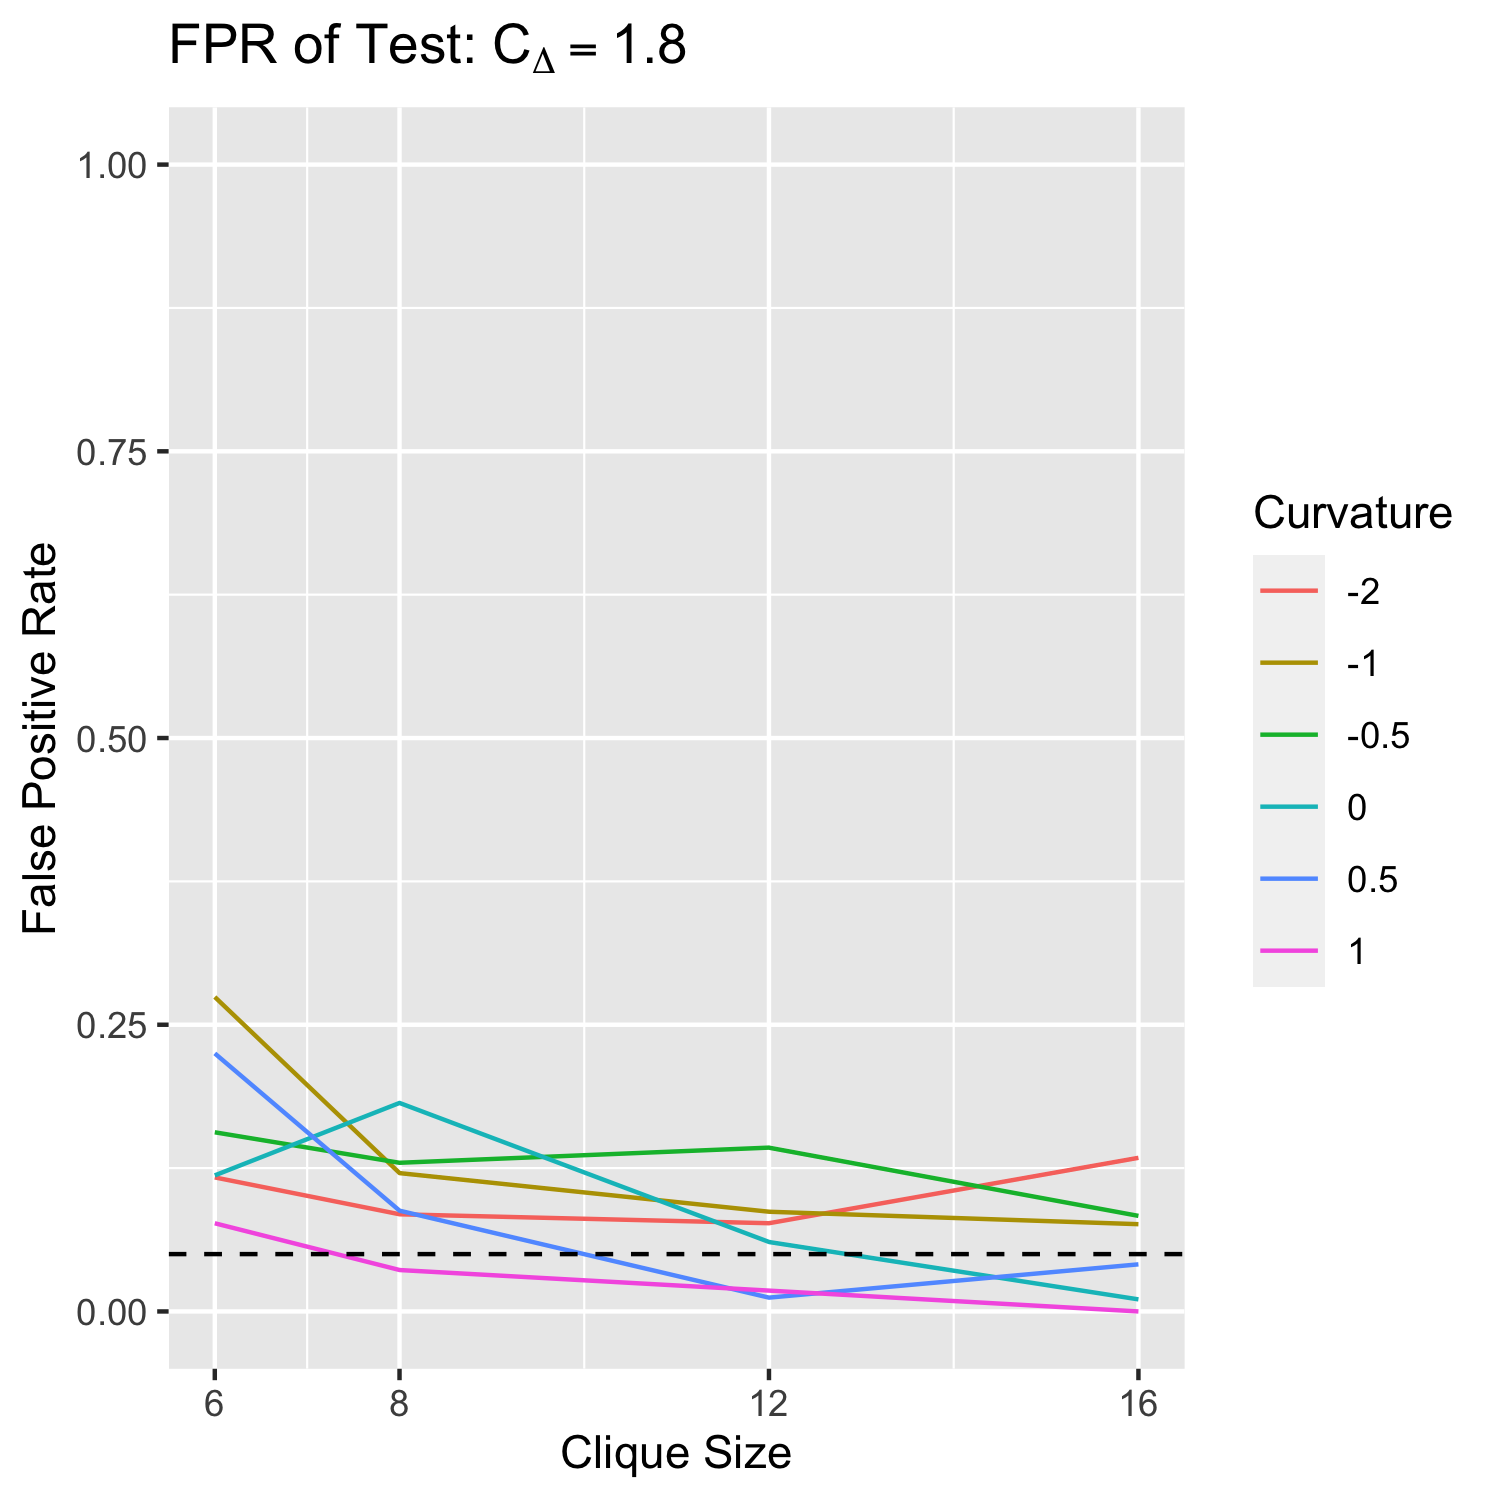 FPR of Test: C_Δ = 1.8
1.00
0.75
0.50
0.25
0.00
False Positive Rate
6 8 12 16
Clique Size
Curvature
-2
-1
-0.5
0
0.5
1